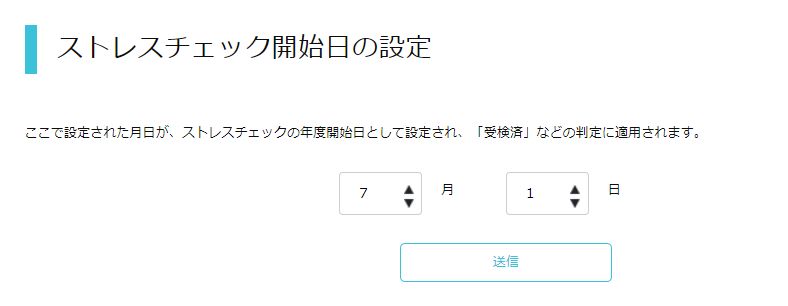 ストレスチェック開始日の設定
ここで設定された月日が、ストレスチェックの年度開始日として設定され、「受検済」などの判定に適用されます。
7 月 1 日
送信